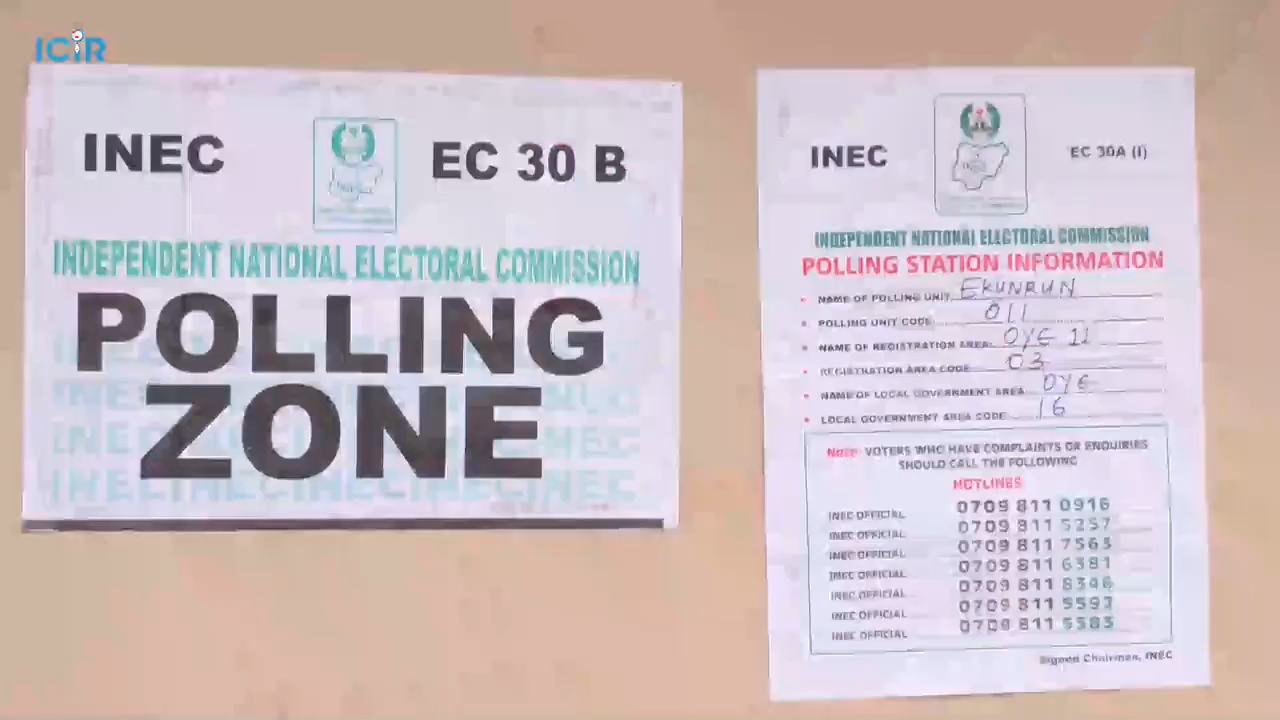 ICiR
INEC
EC 30 B
INDEPENDENT NATIONAL ELECTORAL COMMISSION
POLLING
ZONE
INEC
EC 30A (I)
INDEPENDENT NATIONAL ELECTORAL COMMISSION
POLLING STATION INFORMATION
NAME OF POLLING UNIT EKUNRUN
POLLING UNIT CODE 011
NAME OF REGISTRATION AREA: OYE II
REGISTRATION AREA CODE 03
NAME OF LOCAL GOVERNMENT AREA OYE
LOCAL GOVERNMENT AREA CODE 16
Note: VOTERS WHO HAVE COMPLAINTS OR ENQUIRIES
SHOULD CALL THE FOLLOWING
HOTLINES
INEC OFFICIAL 0709 811 0916
INEC OFFICIAL 0709 811 5257
INEC OFFICIAL 0709 811 7563
INEC OFFICIAL 0709 811 6381
INEC OFFICIAL 0709 811
INEC OFFICIAL 0709 811
INEC OFFICIAL 0709 811
Signed Chairman, INEC